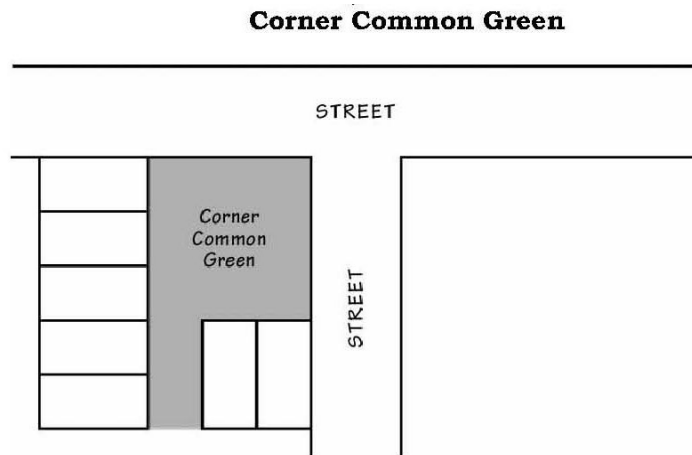 Corner Common Green
STREET
Corner
Common
Green
STREET